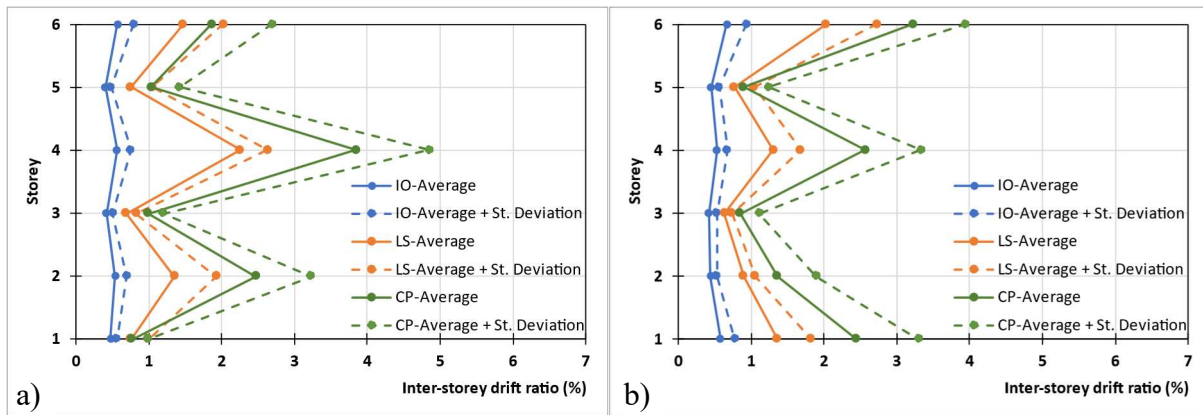 6
5
4
3
2
1
Storey
IO-Average
IO-Average + St. Deviation
LS-Average
LS-Average + St. Deviation
CP-Average
CP-Average + St. Deviation
0 1 2 3 4 5 6 7
Inter-storey drift ratio (%)
a)
6
5
4
3
2
1
Storey
IO-Average
IO-Average + St. Deviation
LS-Average
LS-Average + St. Deviation
CP-Average
CP-Average + St. Deviation
0 1 2 3 4 5 6 7
Inter-storey drift ratio (%)
b)